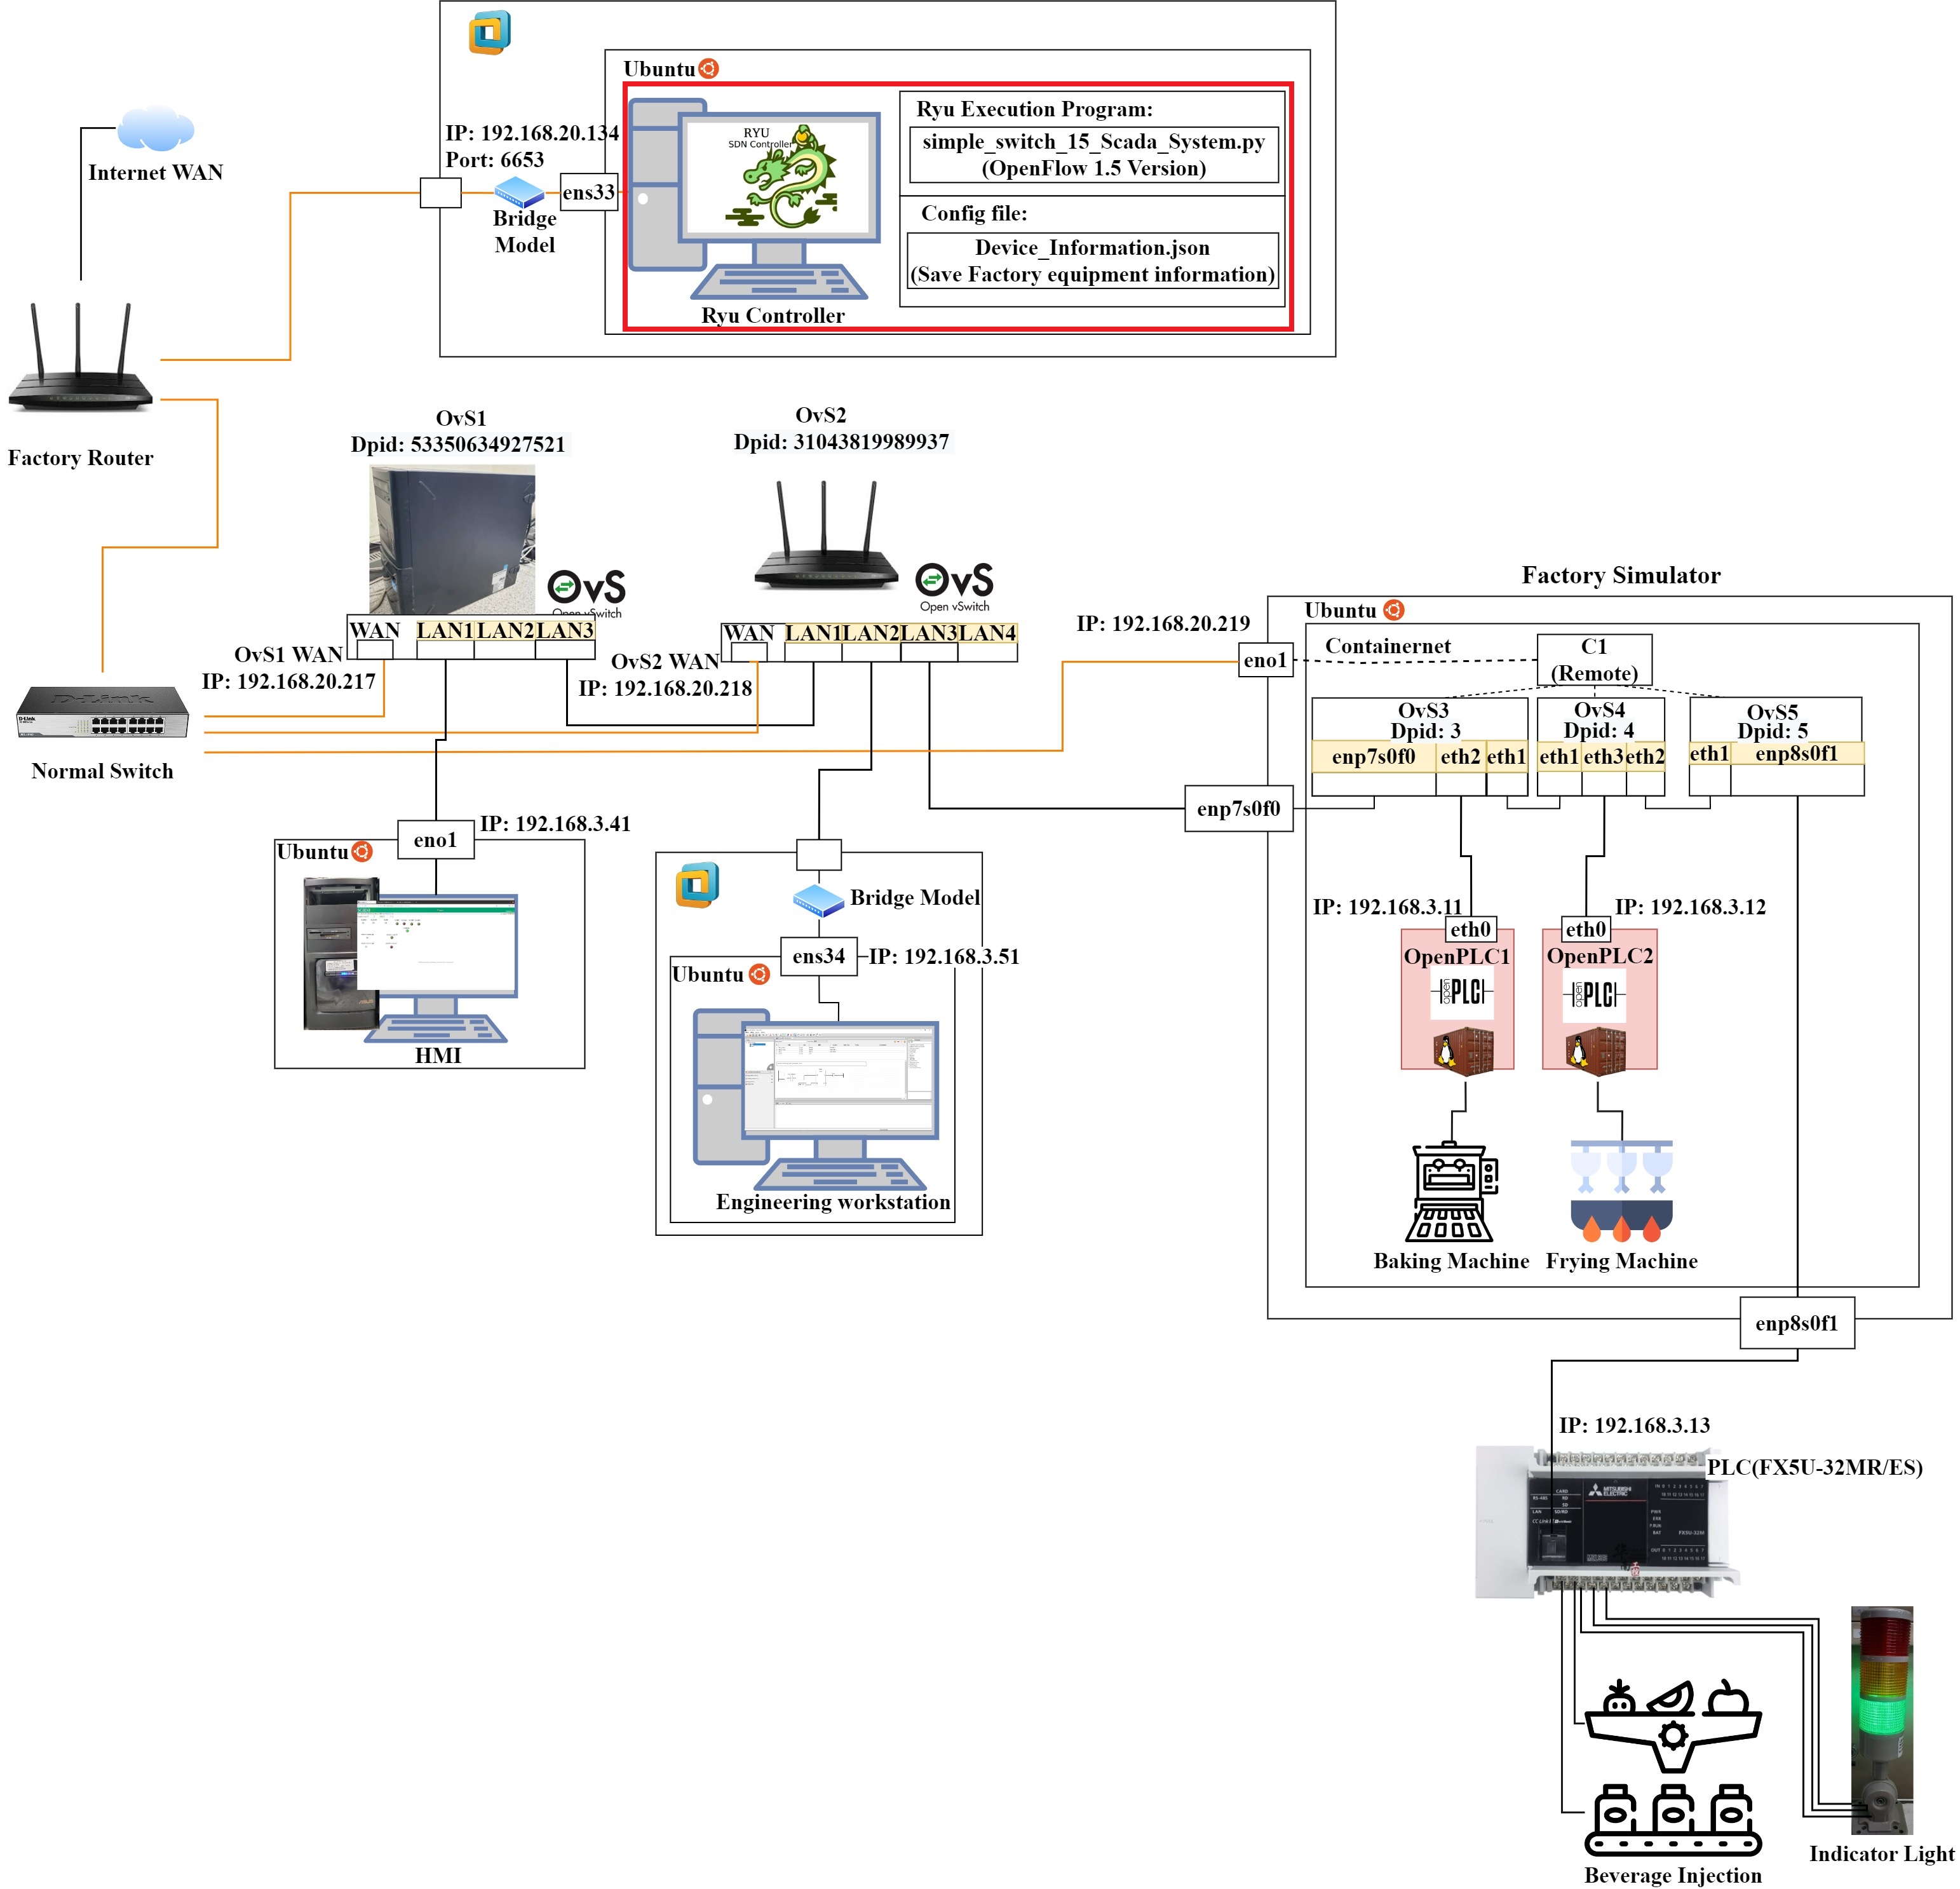 Ubuntu
IP: 192.168.20.134
Port: 6653
ens33
Bridge
Model
RYU
SDN Controller
Ryu Controller
Ryu Execution Program:
simple_switch_15_Scada_System.py
(OpenFlow 1.5 Version)
Config file:
Device_Information.json
(Save Factory equipment information)
Internet WAN
Factory Router
OvS1
Dpid: 53350634927521
OvS
Open vSwitch
WAN
LAN1
LAN2
LAN3
OvS1 WAN
IP: 192.168.20.217
OvS2
Dpid: 31043819989937
OvS
Open vSwitch
WAN
LAN1
LAN2
LAN3
LAN4
OvS2 WAN
IP: 192.168.20.218
D-Link
Normal Switch
IP: 192.168.20.219
Factory Simulator
Ubuntu
eno1
Containernet
C1
(Remote)
OvS3
Dpid: 3
enp7s0f0
eth2
eth1
OvS4
Dpid: 4
eth1
eth3
eth2
OvS5
Dpid: 5
eth1
enp8s0f1
enp7s0f0
eno1
IP: 192.168.3.41
Ubuntu
HMI
Bridge Model
ens34
IP: 192.168.3.51
Ubuntu
Engineering workstation
IP: 192.168.3.11
eth0
OpenPLC1
open PLC
IP: 192.168.3.12
eth0
OpenPLC2
open PLC
Baking Machine
Frying Machine
enp8s0f1
IP: 192.168.3.13
PLC(FX5U-32MR/ES)
MITSUBISHI
ELECTRIC
FX5U-32M
Beverage Injection
Indicator Light